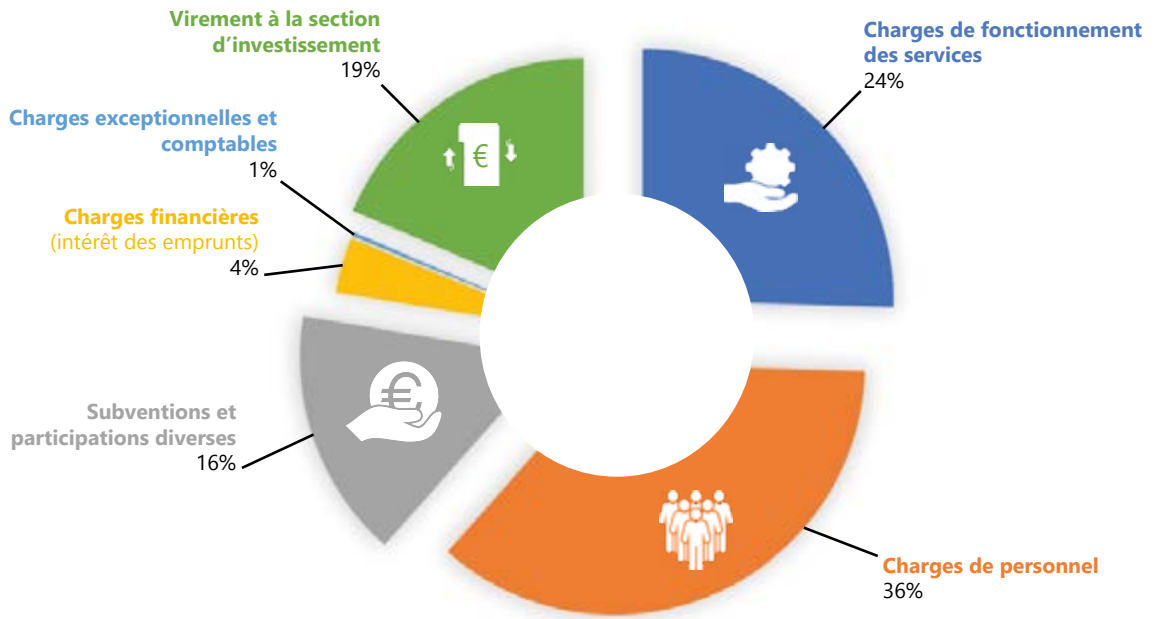 Virement à la section
d'investissement
19%
Charges de fonctionnement
des services
24%
Charges exceptionnelles et
comptables
1%
Charges financières
(intérêt des emprunts)
4%
Subventions et
participations diverses
16%
Charges de personnel
36%
€
€